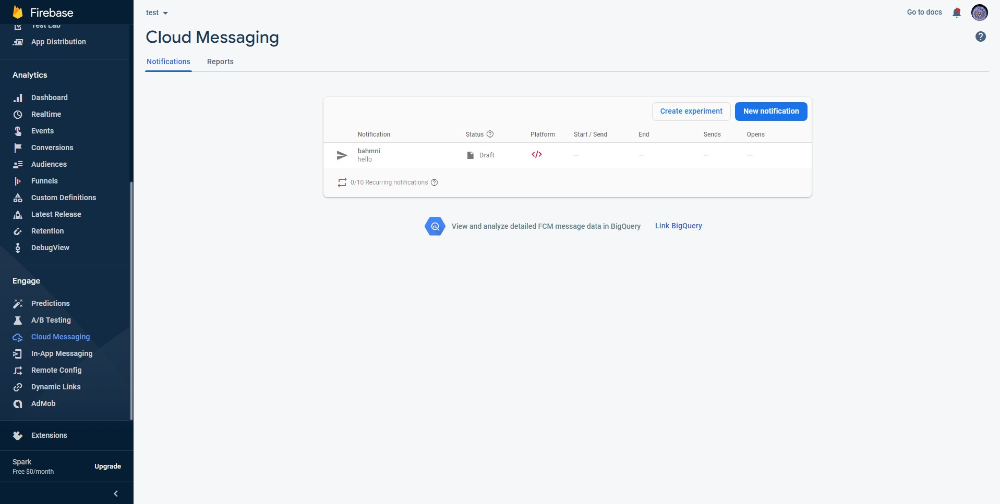 Firebase
Test Lab
App Distribution
Analytics
Dashboard
Realtime
Events
Conversions
Audiences
Funnels
Custom Definitions
Latest Release
Retention
DebugView
Engage
Predictions
A/B Testing
Cloud Messaging
In-App Messaging
Remote Config
Dynamic Links
AdMob
Extensions
Spark
Free $0/month
Upgrade
test
Go to docs
Cloud Messaging
Notifications Reports
Create experiment New notification
Notification Status Platform Start / Send End Sends Opens
bahmni
hello
Draft </> – – – –
0/10 Recurring notifications
View and analyze detailed FCM message data in BigQuery Link BigQuery